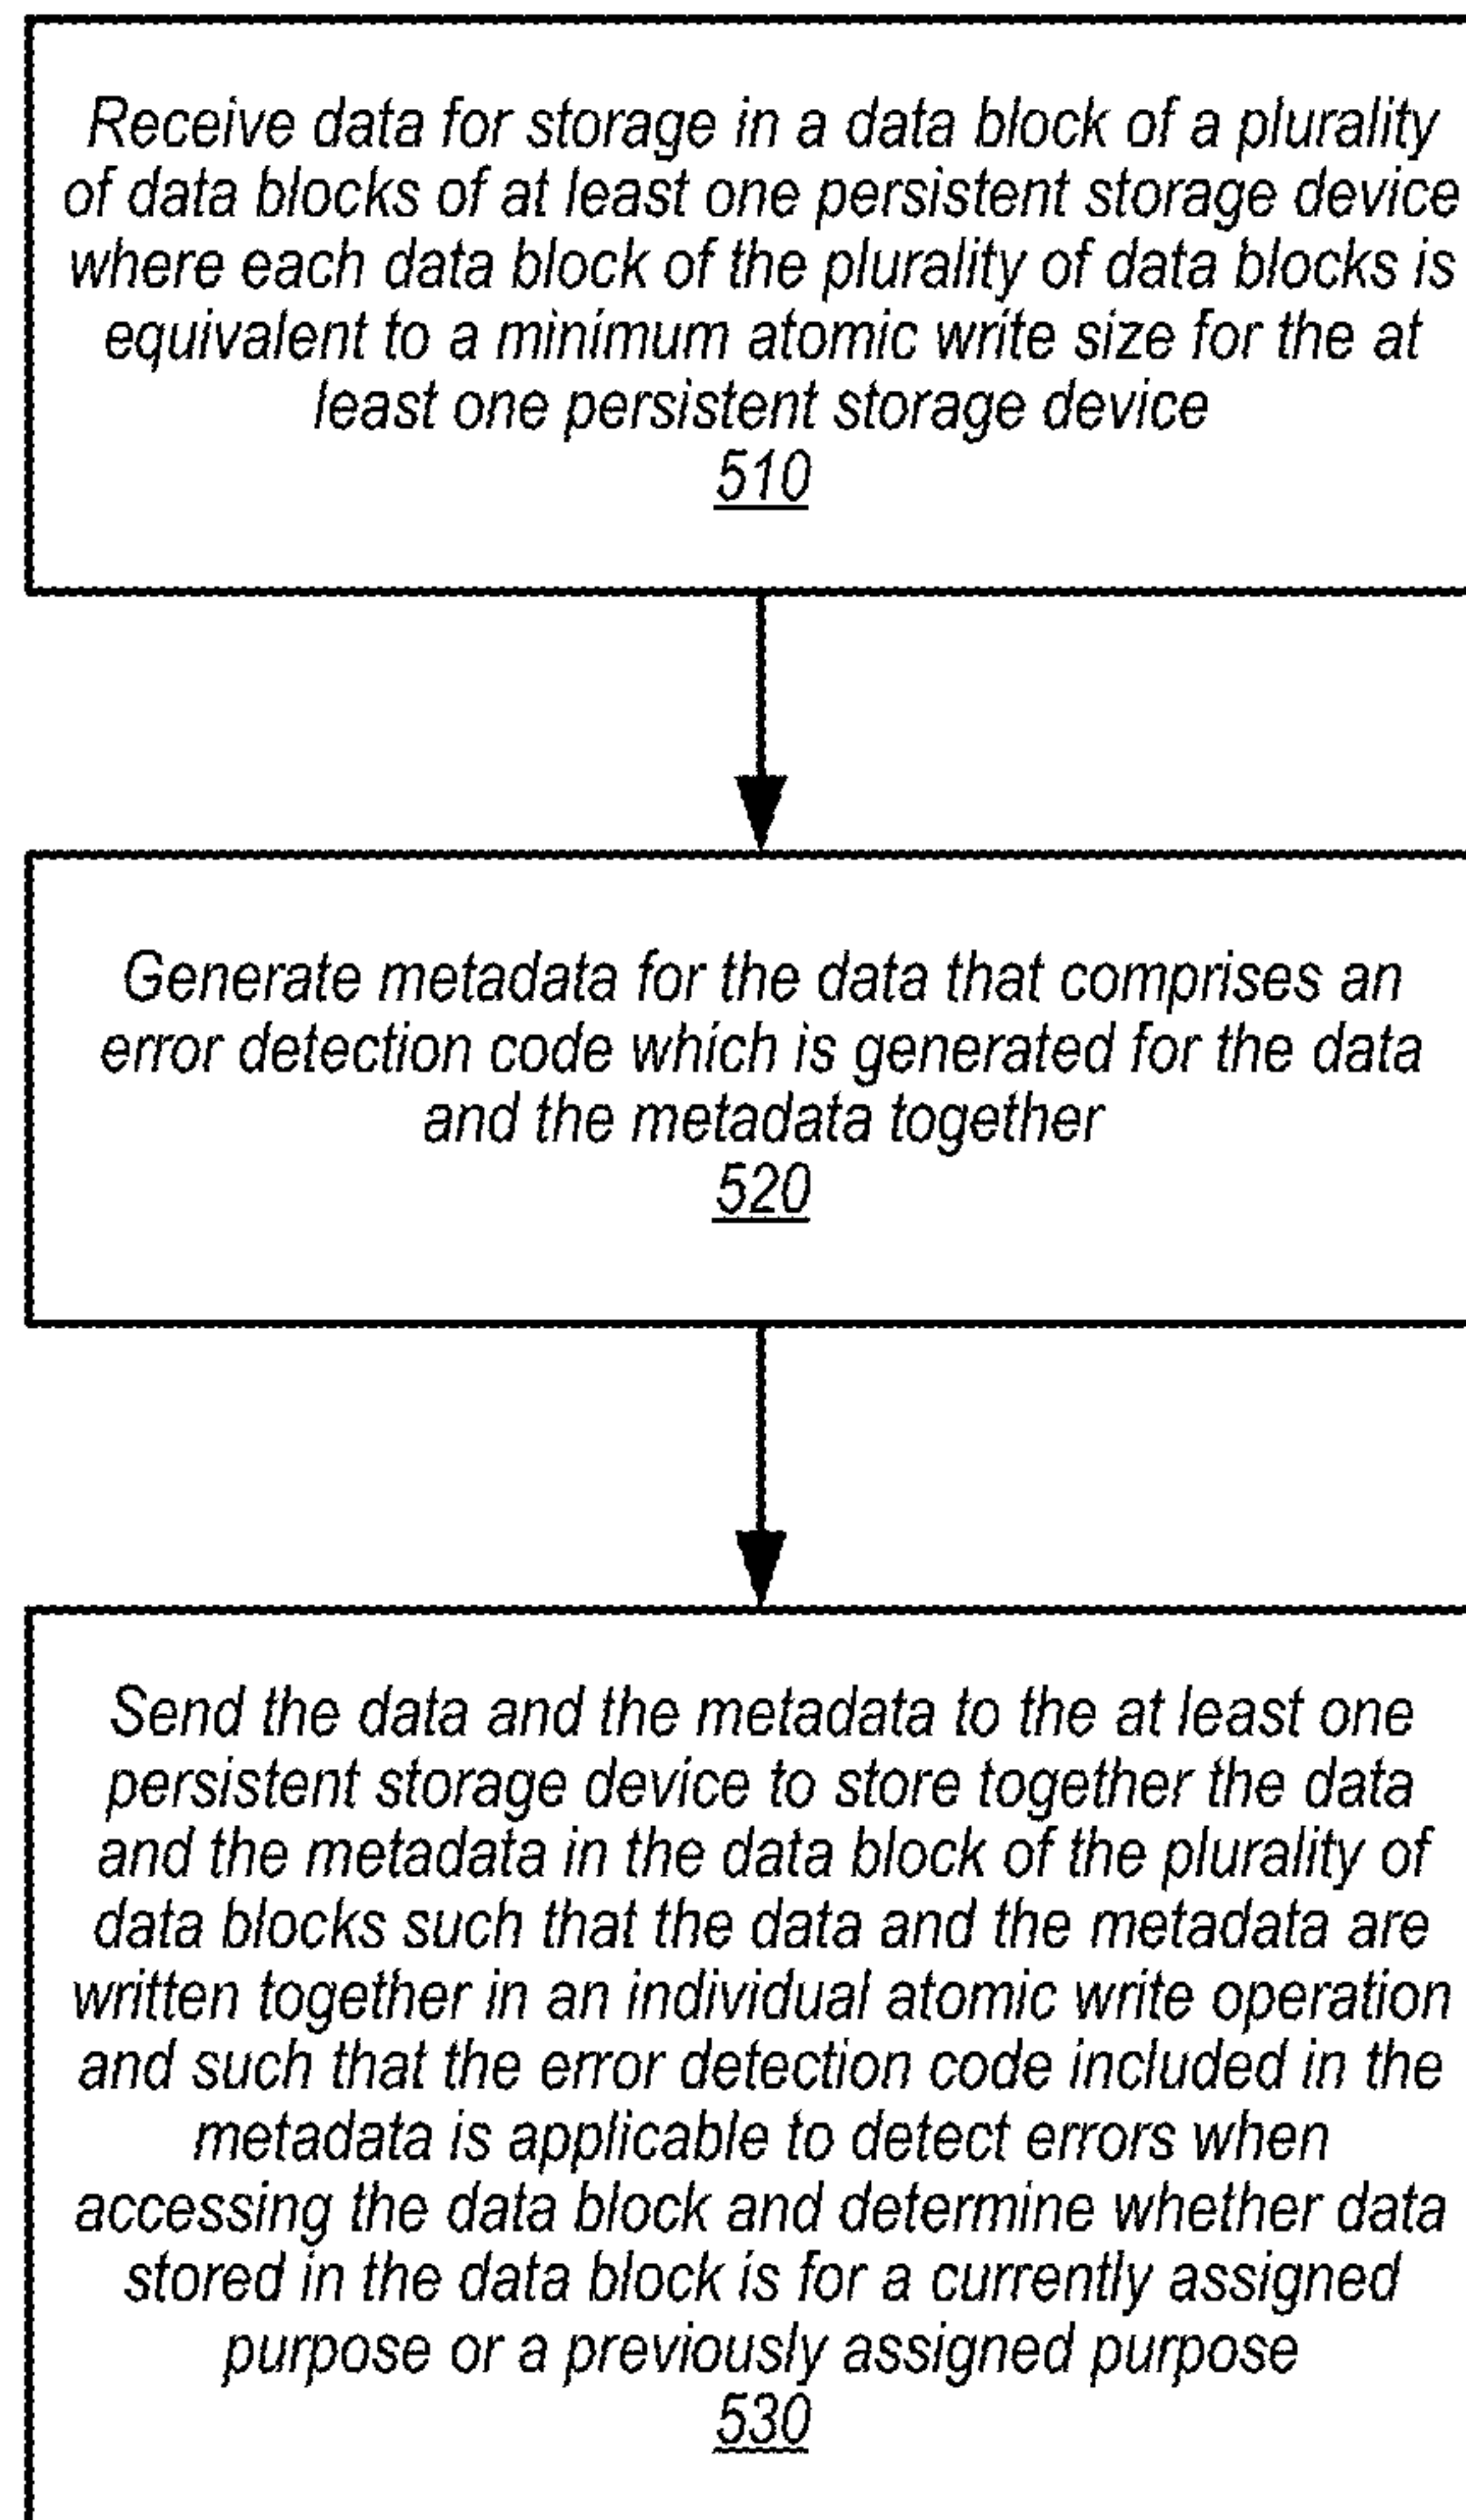 Receive data for storage in a data block of a plurality
of data blocks of at least one persistent storage device
where each data block of the plurality of data blocks is
equivalent to a minimum atomic write size for the at
least one persistent storage device
510
Generate metadata for the data that comprises an
error detection code which is generated for the data
and the metadata together
520
Send the data and the metadata to the at least one
persistent storage device to store together the data
and the metadata in the data block of the plurality of
data blocks such that the data and the metadata are
written together in an individual atomic write operation
and such that the error detection code included in the
metadata is applicable to detect errors when
accessing the data block and determine whether data
stored in the data block is for a currently assigned
purpose or a previously assigned purpose
530